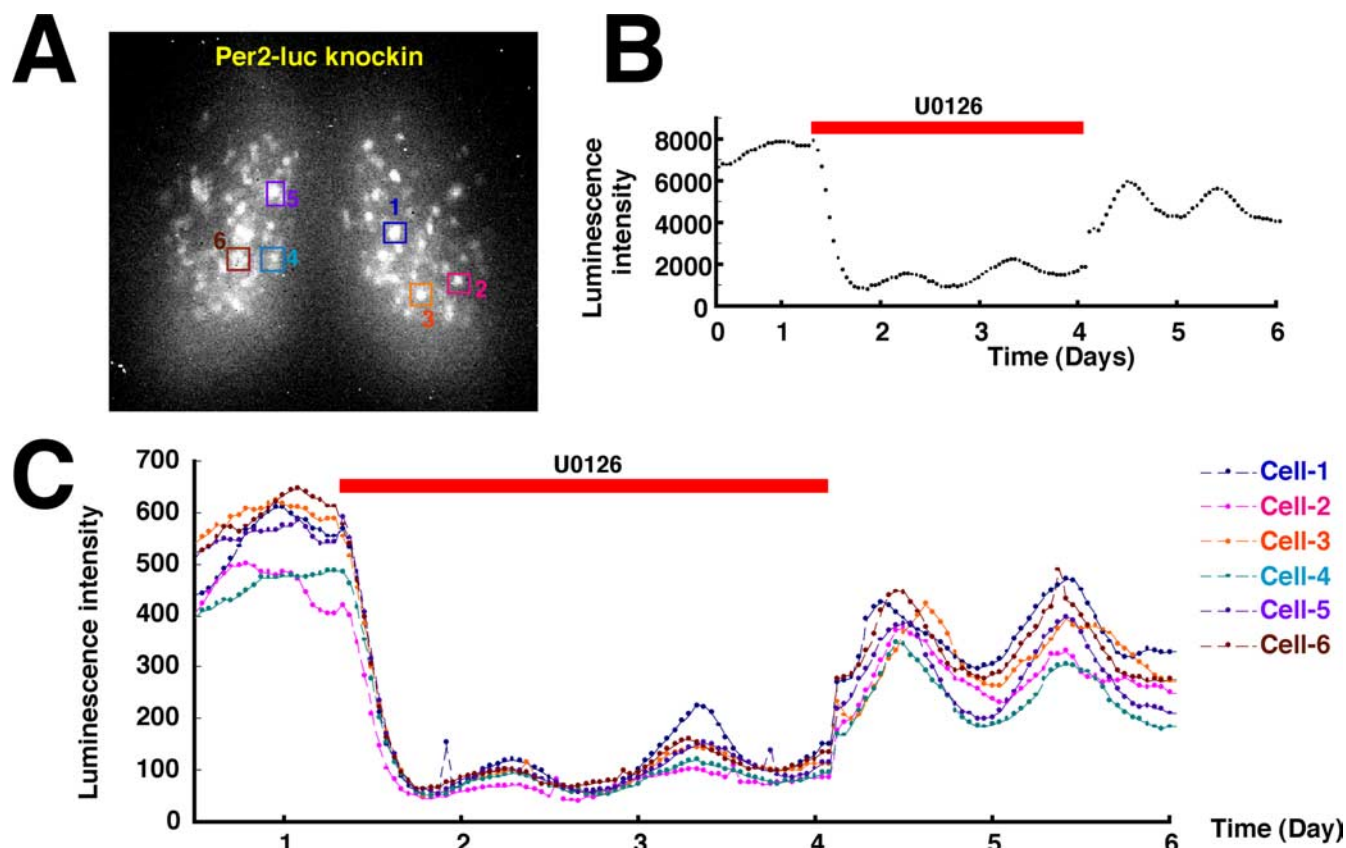 A
Per2-luc knockin
5
1
6
4
2
3
B
U0126
8000
6000
4000
2000
0
Luminescence
intensity
0 1 2 3 4 5 6
Time (Days)
C
U0126
700
600
500
400
300
200
100
0
Luminescence intensity
1 2 3 4 5 6
Time (Day)
Cell-1
Cell-2
Cell-3
Cell-4
Cell-5
Cell-6